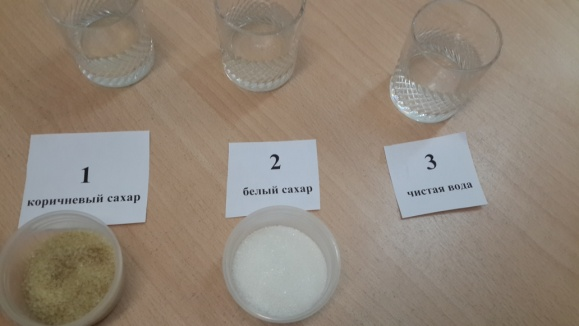 1
коричневый сахар
2
белый сахар
3
чистая вода